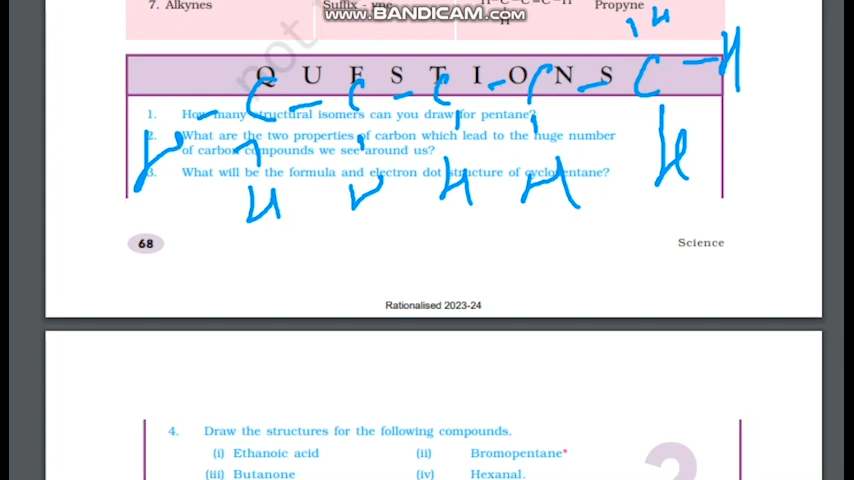 7. Alkynes Suffix - yne Propyne
www.BANDICAM.com
H
QUESTIONS
1. How many structural isomers can you draw for pentane?
2. What are the two properties of carbon which lead to the huge number
of carbon compounds we see around us?
3. What will be the formula and electron dot structure of cyclopentane?
H - C - C - C - C - C - H
H H H H H
68 Science
Rationalised 2023-24
4. Draw the structures for the following compounds.
(i) Ethanoic acid (ii) Bromopentane*
(iii) Butanone (iv) Hexanal.